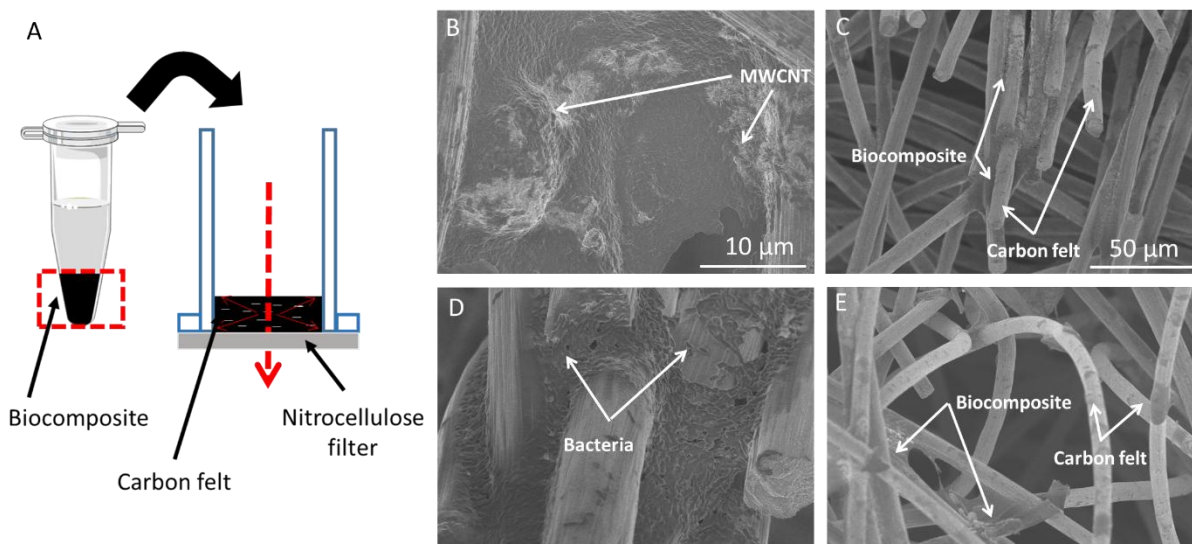 A
Biocomposite
Carbon felt
Nitrocellulose
filter
B
MWCNT
10 µm
C
Biocomposite
Carbon felt
50 µm
D
Bacteria
E
Biocomposite
Carbon felt